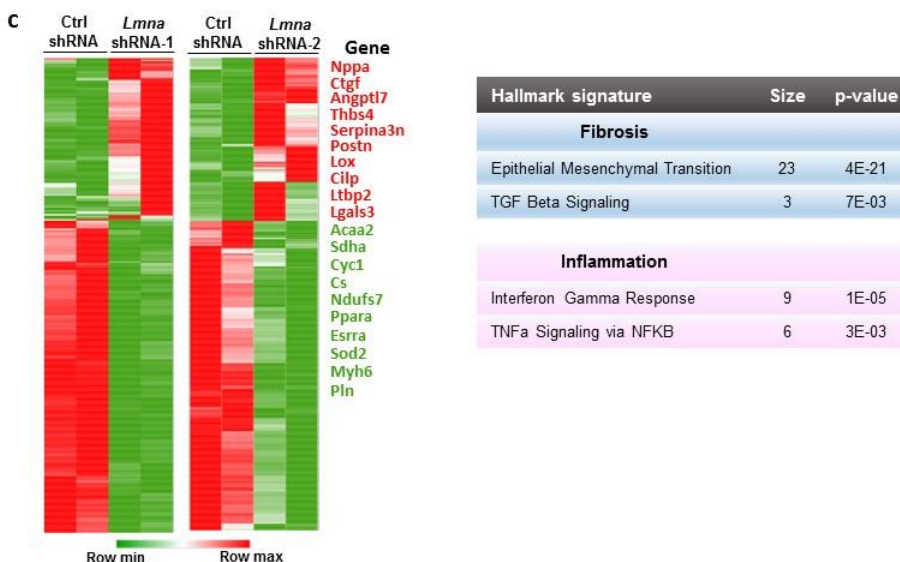 c
Ctrl shRNA
Lmna shRNA-1
Ctrl shRNA
Lmna shRNA-2
Gene
Nppa
Ctgf
Angptl7
Thbs4
Serpina3n
Postn
Lox
Cilp
Ltbp2
Lgals3
Acaa2
Sdha
Cyc1
Cs
Ndufs7
Ppara
Esrra
Sod2
Myh6
Pln
Row min Row max
Hallmark signature Size p-value
Fibrosis
Epithelial Mesenchymal Transition 23 4E-21
TGF Beta Signaling 3 7E-03
Inflammation
Interferon Gamma Response 9 1E-05
TNFa Signaling via NFKB 6 3E-03